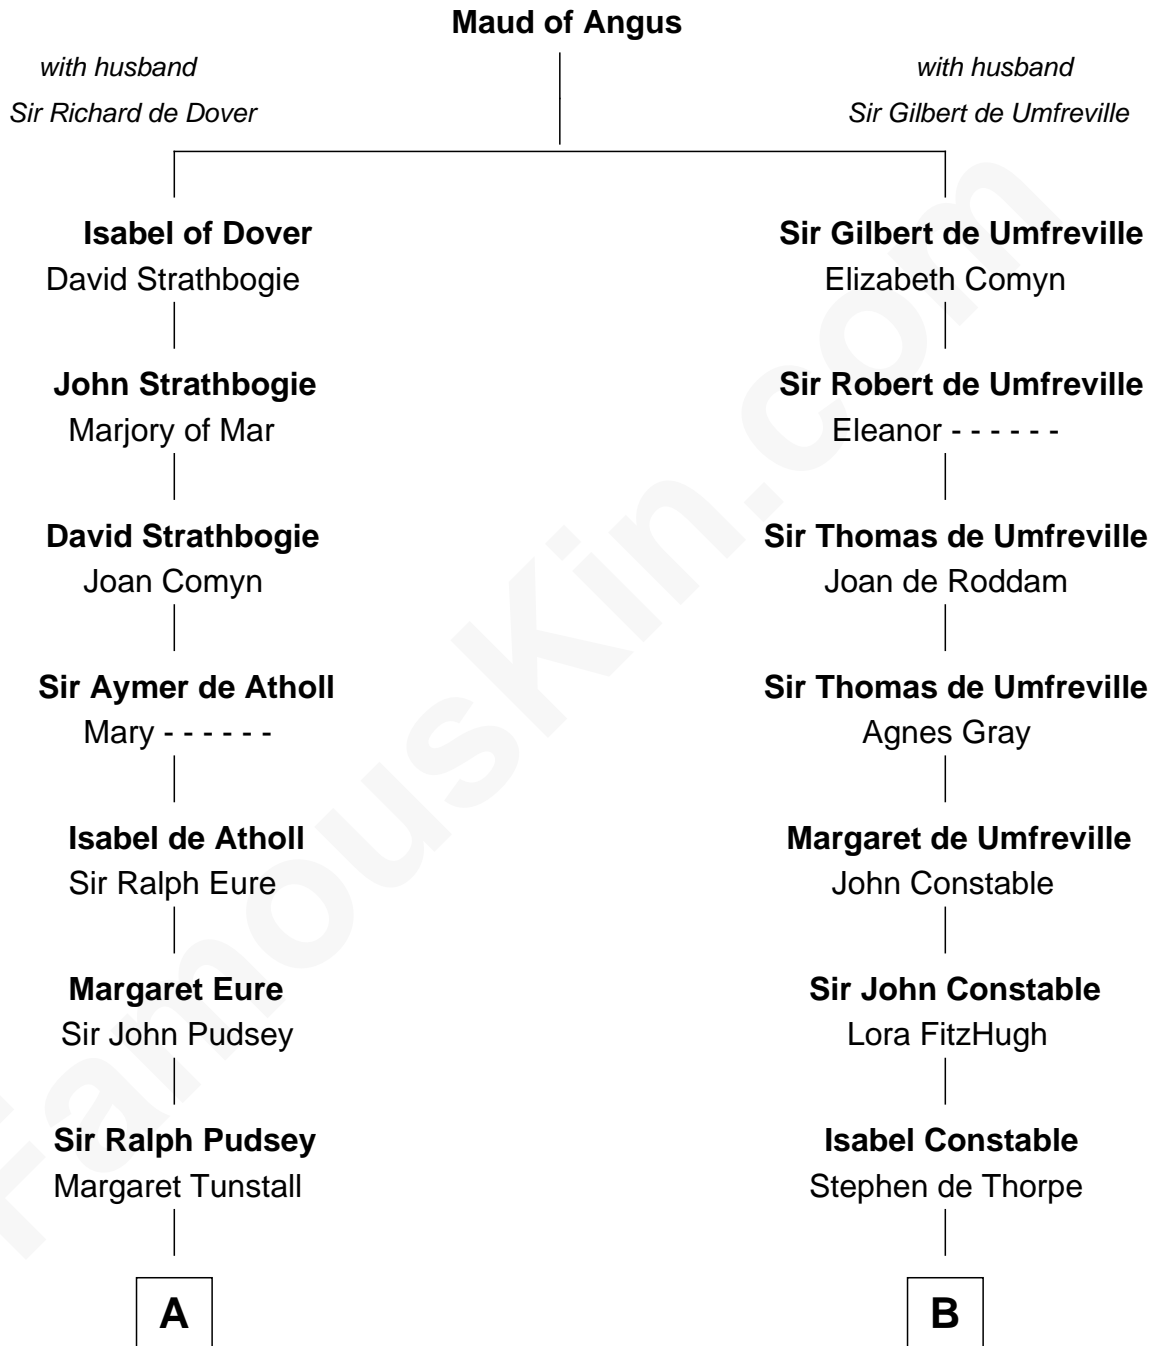 Maud of Angus
with husband
Sir Richard de Dover
with husband
Sir Gilbert de Umfreville
Isabel of Dover
David Strathbogie
Sir Gilbert de Umfreville
Elizabeth Comyn
John Strathbogie
Marjory of Mar
Sir Robert de Umfreville
Eleanor - - - - - -
David Strathbogie
Joan Comyn
Sir Thomas de Umfreville
Joan de Roddam
Sir Aymer de Atholl
Mary - - - - - -
Sir Thomas de Umfreville
Agnes Gray
Isabel de Atholl
Sir Ralph Eure
Margaret de Umfreville
John Constable
Margaret Eure
Sir John Pudsey
Sir John Constable
Lora FitzHugh
Sir Ralph Pudsey
Margaret Tunstall
Isabel Constable
Stephen de Thorpe
A
B
FamousKin.com